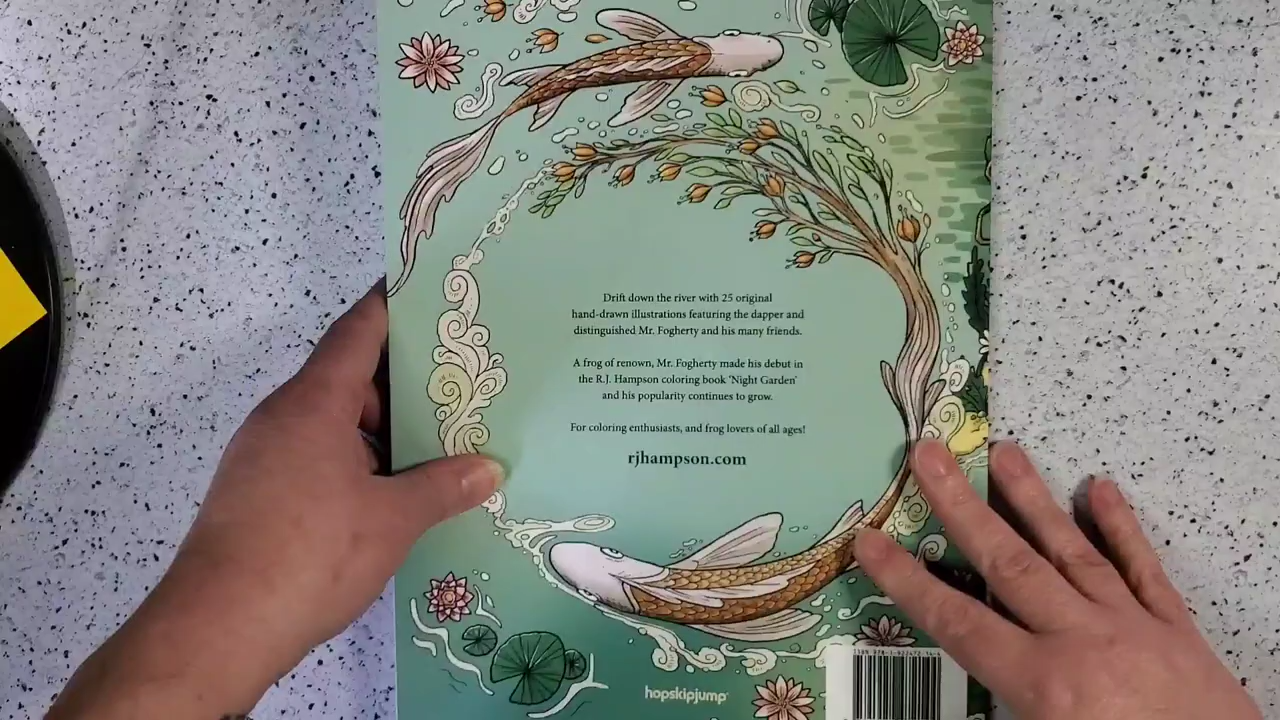 Drift down the river with 25 original
hand-drawn illustrations featuring the dapper and
distinguished Mr. Fogherty and his many friends.
A frog of renown, Mr. Fogherty made his debut in
the R.J. Hampson coloring book ‘Night Garden’
and his popularity continues to grow.
For coloring enthusiasts, and frog lovers of all ages!
rjhampson.com
hopskipjump